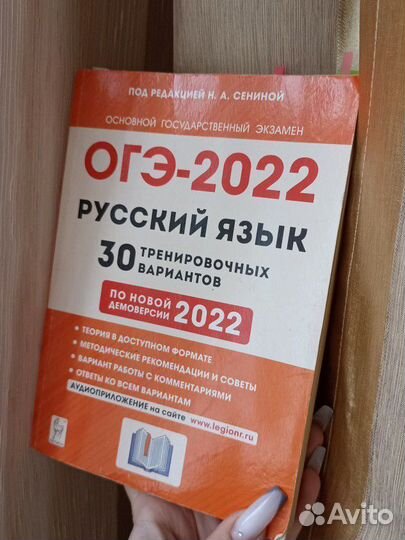 ПОД РЕДАКЦИЕЙ Н. А. СЕНИНОЙ
ОСНОВНОЙ ГОСУДАРСТВЕННЫЙ ЭКЗАМЕН
ОГЭ-2022
РУССКИЙ ЯЗЫК
30 ТРЕНИРОВОЧНЫХ
ВАРИАНТОВ
ПО НОВОЙ
ДЕМОВЕРСИИ 2022
• ТЕОРИЯ В ДОСТУПНОМ ФОРМАТЕ
• МЕТОДИЧЕСКИЕ РЕКОМЕНДАЦИИ И СОВЕТЫ
• ВАРИАНТ РАБОТЫ С КОММЕНТАРИЯМИ
• ОТВЕТЫ КО ВСЕМ ВАРИАНТАМ
АУДИОПРИЛОЖЕНИЕ на сайте www.legionr.ru
Avito